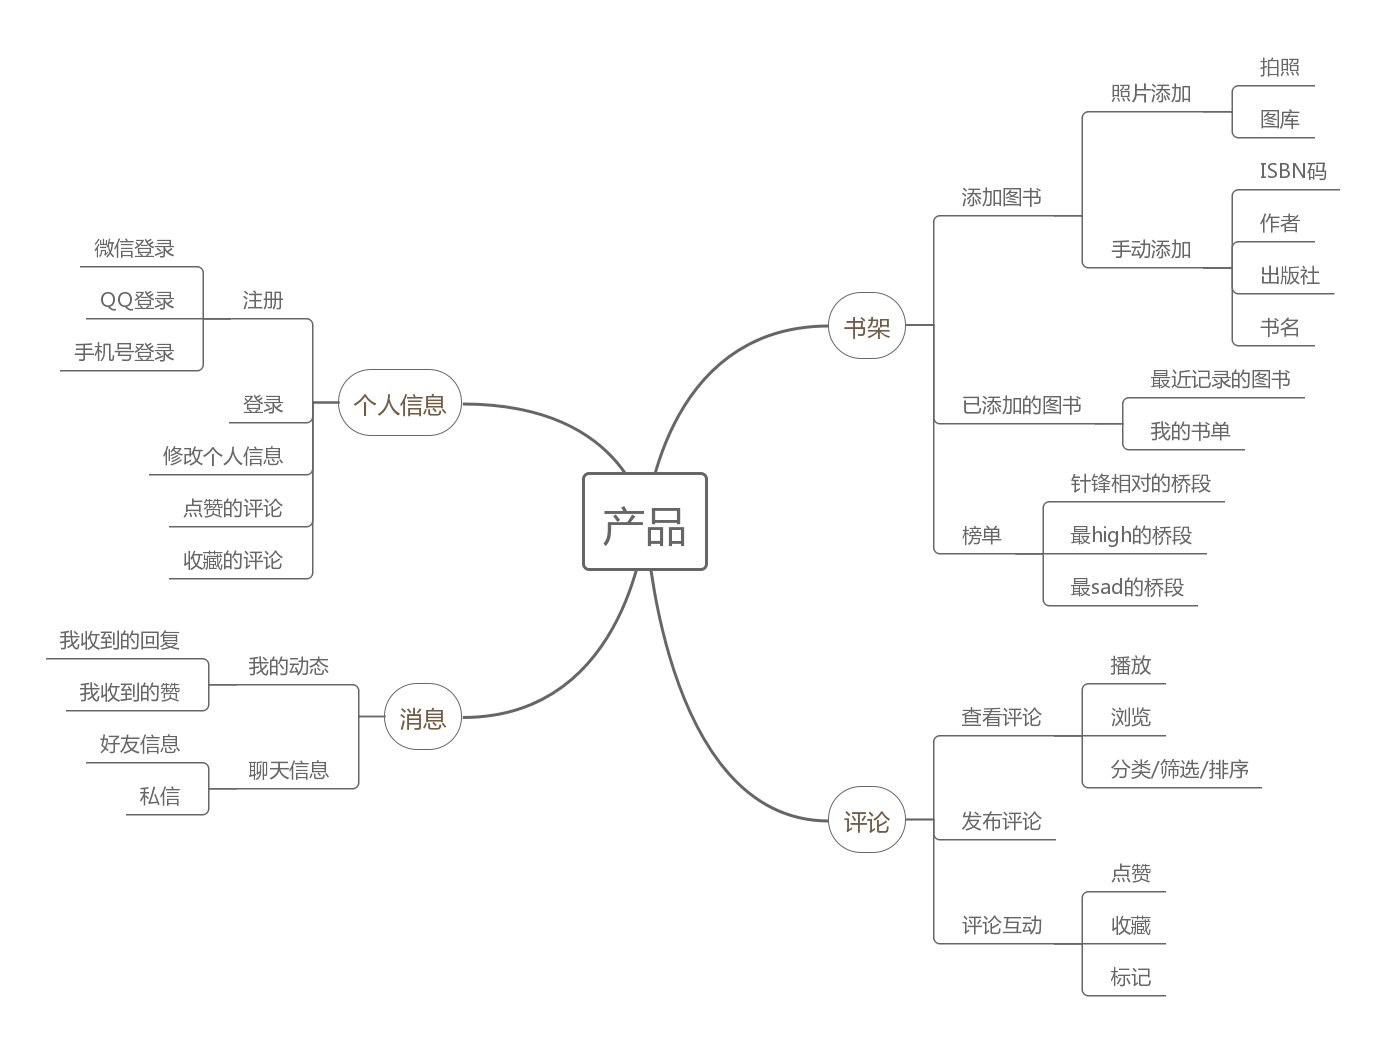 产品
书架
添加图书
照片添加
拍照
图库
手动添加
ISBN码
作者
出版社
书名
已添加的图书
最近记录的图书
我的书单
榜单
针锋相对的桥段
最high的桥段
最sad的桥段
评论
查看评论
播放
浏览
分类/筛选/排序
发布评论
评论互动
点赞
收藏
标记
个人信息
注册
微信登录
QQ登录
手机号登录
登录
修改个人信息
点赞的评论
收藏的评论
消息
我的动态
我收到的回复
我收到的赞
聊天信息
好友信息
私信